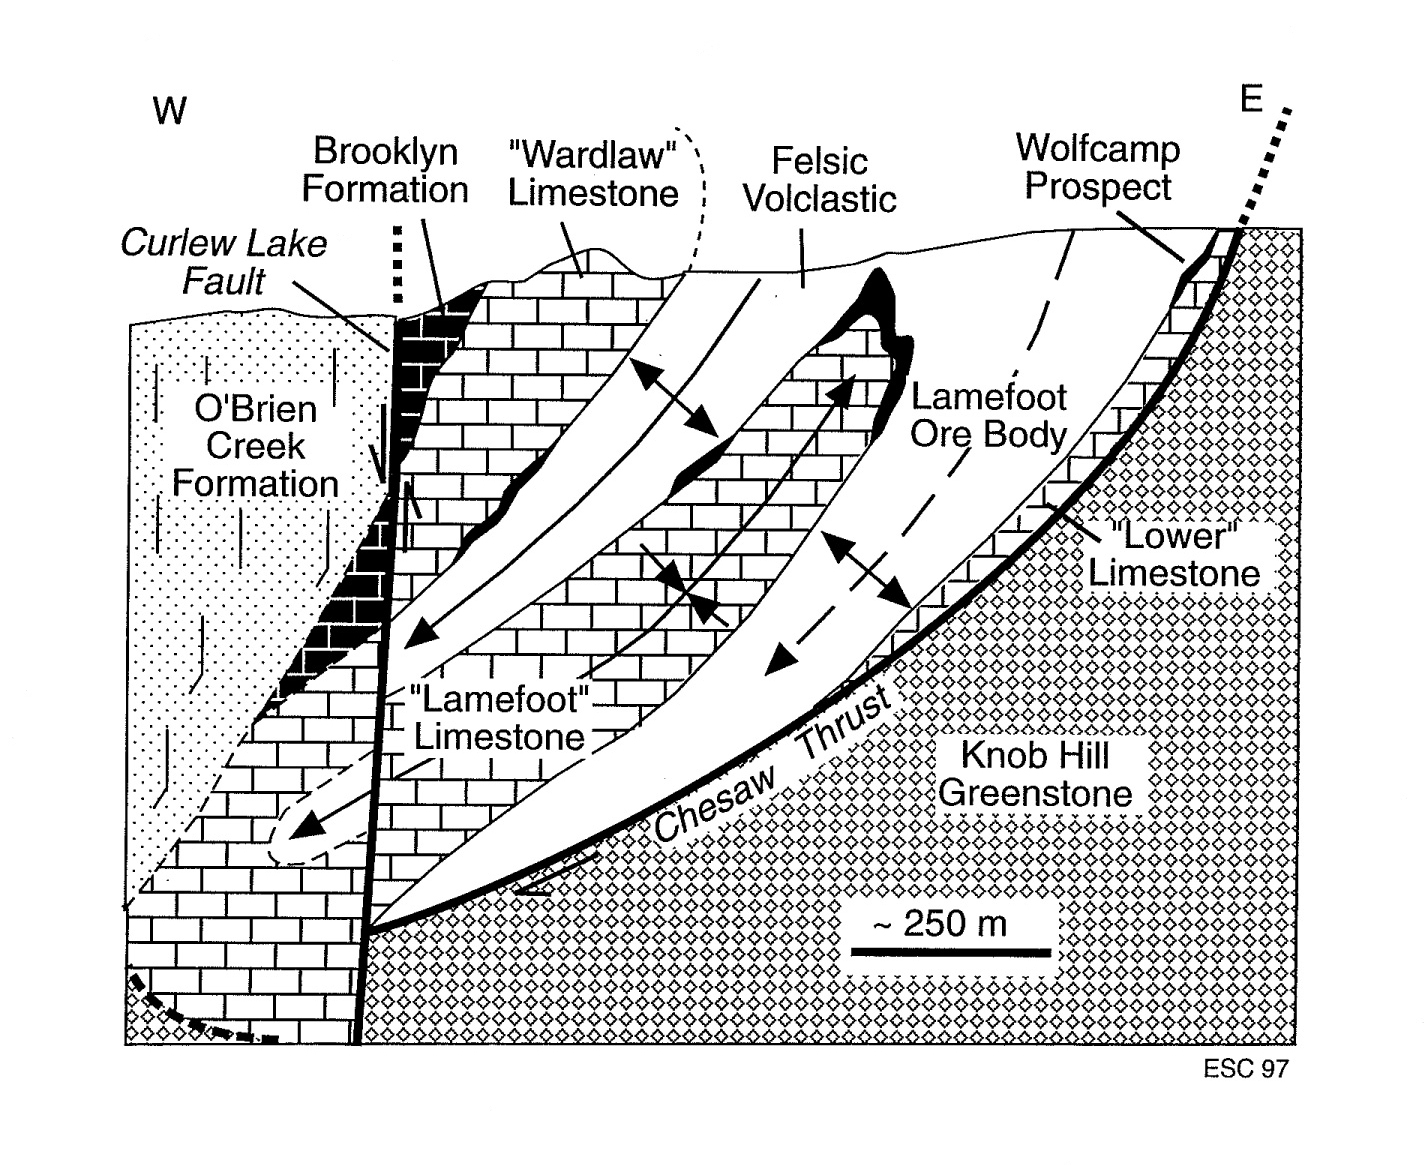 W
E
Brooklyn
Formation
"Wardlaw"
Limestone
Felsic
Volclastic
Wolfcamp
Prospect
Curlew Lake
Fault
O'Brien
Creek
Formation
Lamefoot
Ore Body
"Lower"
Limestone
"Lamefoot"
Limestone
Chesaw Thrust
Knob Hill
Greenstone
~ 250 m
ESC 97